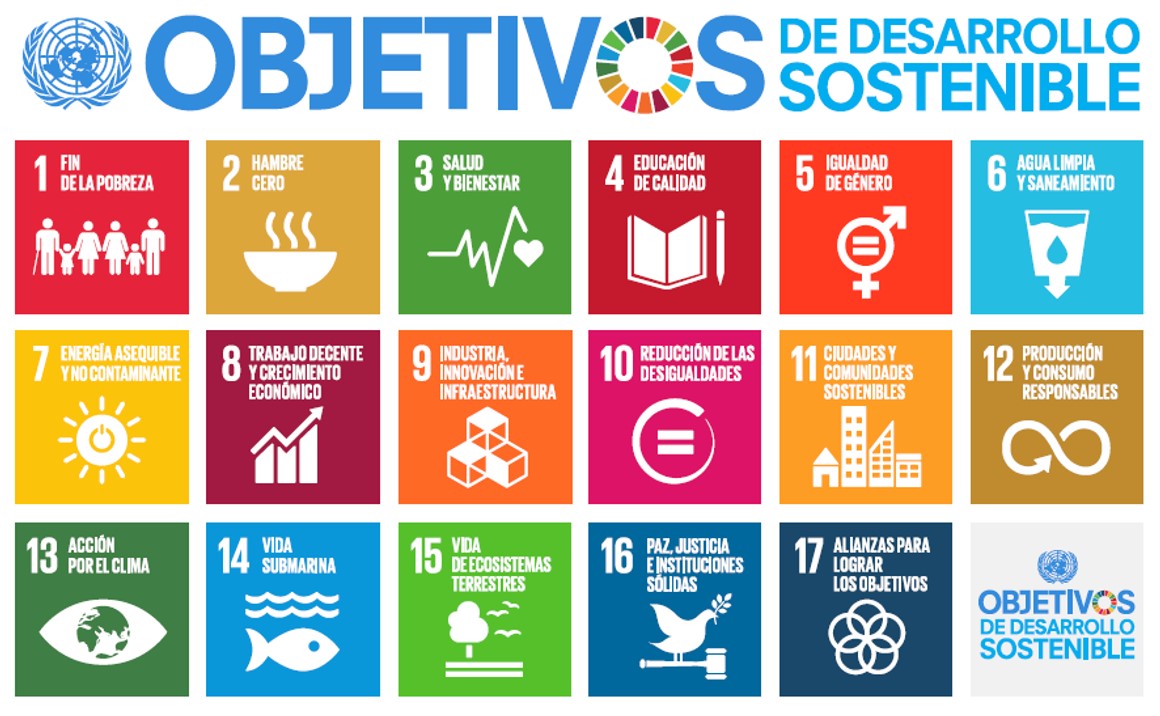 OBJETIVOS
DE DESARROLLO
SOSTENIBLE
1 FIN
DE LA POBREZA
2 HAMBRE
CERO
3 SALUD
Y BIENESTAR
4 EDUCACIÓN
DE CALIDAD
5 IGUALDAD
DE GÉNERO
6 AGUA LIMPIA
Y SANEAMIENTO
7 ENERGÍA ASEQUIBLE
Y NO CONTAMINANTE
8 TRABAJO DECENTE
Y CRECIMIENTO
ECONÓMICO
9 INDUSTRIA,
INNOVACIÓN E
INFRAESTRUCTURA
10 REDUCCIÓN DE LAS
DESIGUALDADES
11 CIUDADES Y
COMUNIDADES
SOSTENIBLES
12 PRODUCCIÓN
Y CONSUMO
RESPONSABLES
13 ACCIÓN
POR EL CLIMA
14 VIDA
SUBMARINA
15 VIDA
DE ECOSISTEMAS
TERRESTRES
16 PAZ, JUSTICIA
E INSTITUCIONES
SÓLIDAS
17 ALIANZAS PARA
LOGRAR
LOS OBJETIVOS
OBJETIVOS
DE DESARROLLO
SOSTENIBLE